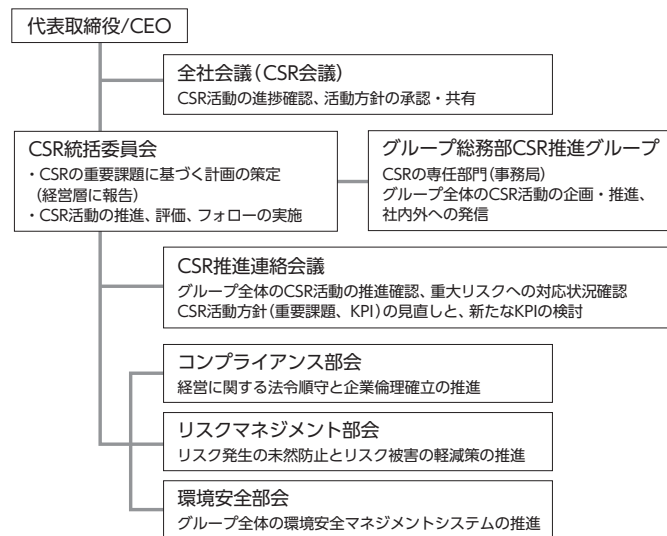 代表取締役/CEO
全社会議(CSR会議)
CSR活動の進捗確認、活動方針の承認・共有
CSR統括委員会
・CSRの重要課題に基づく計画の策定
(経営層に報告)
・CSR活動の推進、評価、フォローの実施
グループ総務部CSR推進グループ
CSRの専任部門(事務局)
グループ全体のCSR活動の企画・推進、
社内外への発信
CSR推進連絡会議
グループ全体のCSR活動の推進確認、重大リスクへの対応状況確認
CSR活動方針(重要課題、KPI)の見直しと、新たなKPIの検討
コンプライアンス部会
経営に関する法令順守と企業倫理確立の推進
リスクマネジメント部会
リスク発生の未然防止とリスク被害の軽減策の推進
環境安全部会
グループ全体の環境安全マネジメントシステムの推進